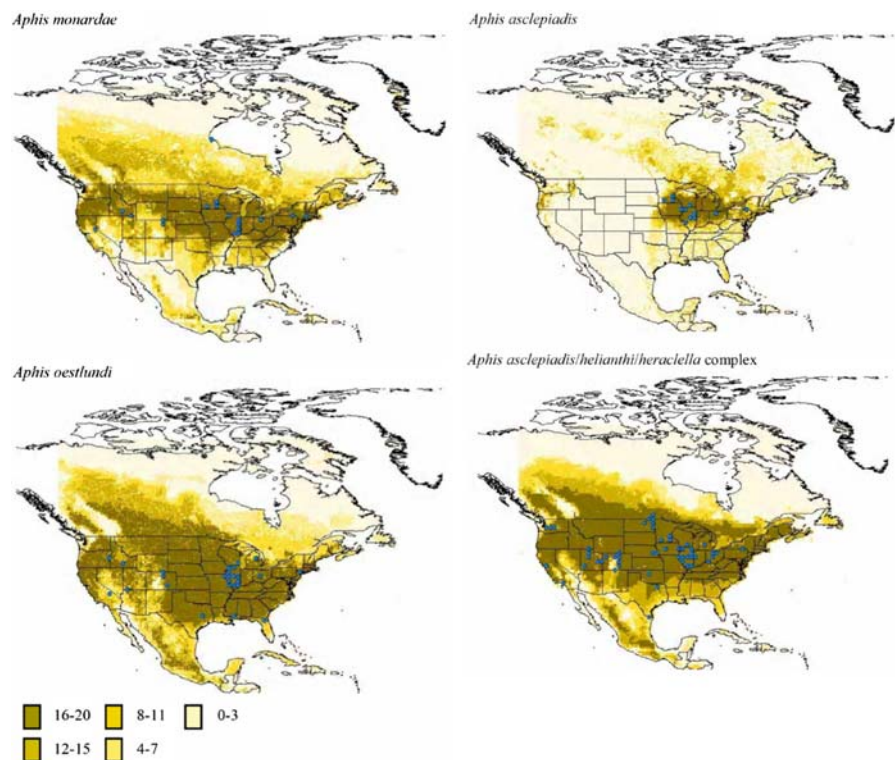 Aphis monardae
Aphis asclepiadis
Aphis oestlundi
Aphis asclepiadis/helianthi/heraclella complex
16-20
8-11
0-3
12-15
4-7